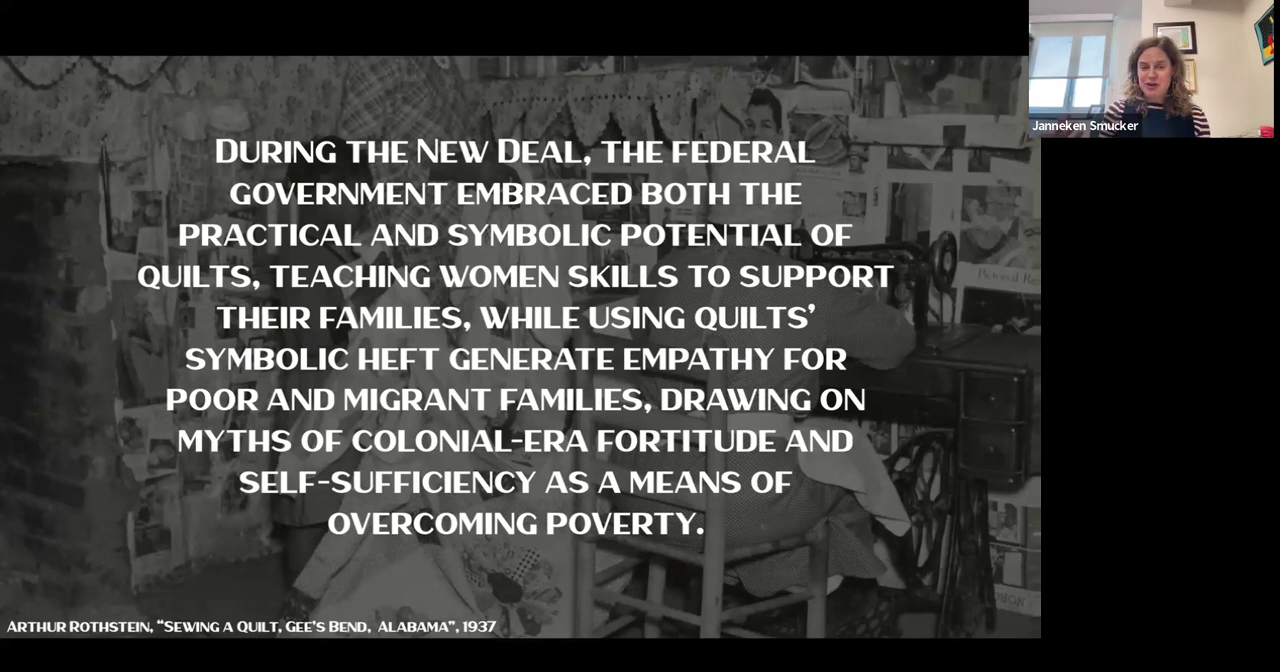 During the New Deal, the federal
government embraced both the
practical and symbolic potential of
quilts, teaching women skills to support
their families, while using quilts'
symbolic heft generate empathy for
poor and migrant families, drawing on
myths of colonial-era fortitude and
self-sufficiency as a means of
overcoming poverty.
Arthur Rothstein, "Sewing a Quilt, Gee's Bend, Alabama", 1937
Janneken Smucker